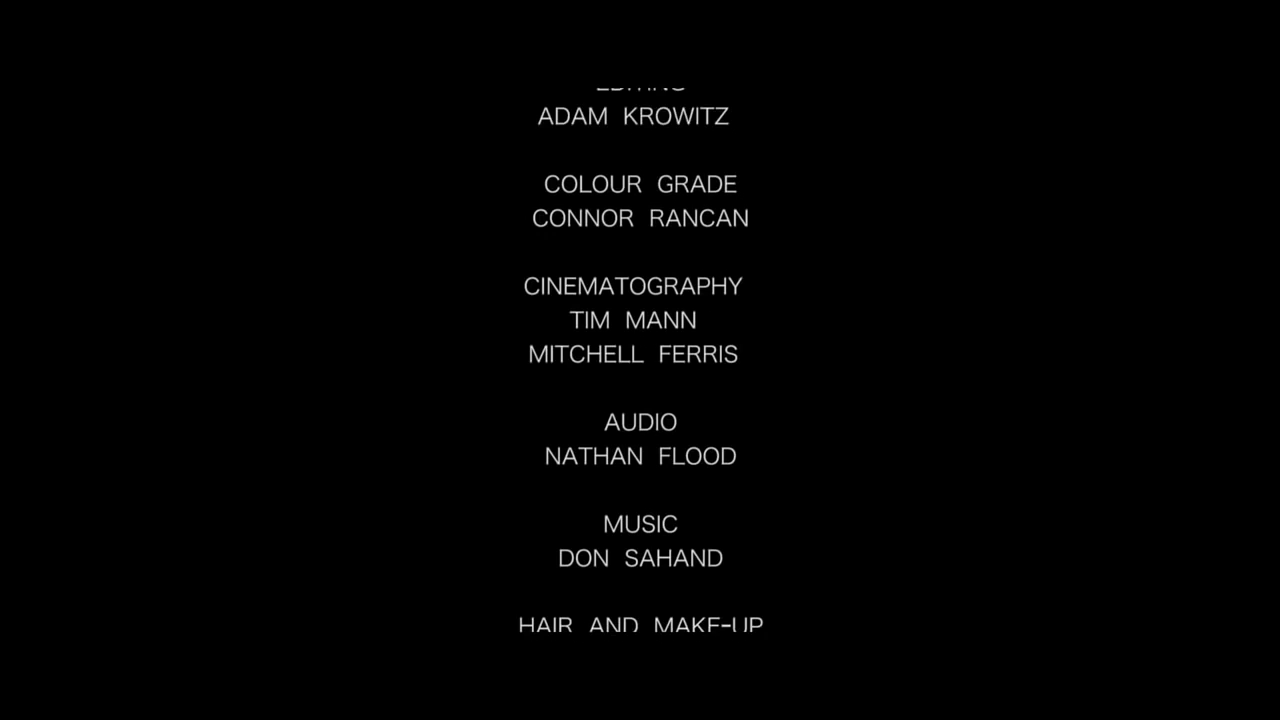 EDITING
ADAM KROWITZ
COLOUR GRADE
CONNOR RANCAN
CINEMATOGRAPHY
TIM MANN
MITCHELL FERRIS
AUDIO
NATHAN FLOOD
MUSIC
DON SAHAND
HAIR AND MAKE-UP